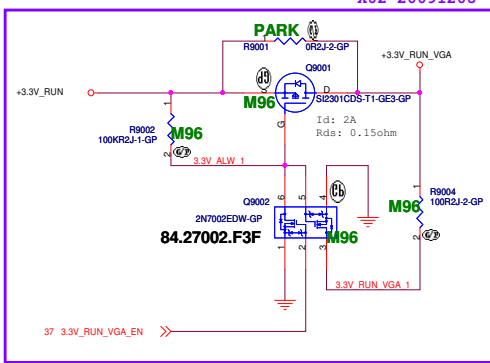 PARK
R9001
0R2J-2-GP
+3.3V_RUN_VGA
Q9001
+3.3V_RUN
D
SI2301CDS-T1-GE3-GP
M96
G
Id: 2A
Rds: 0.15ohm
1
R9002
100KR2J-1-GP
M96
2
3.3V_ALW_1
Q9002
6
5
4
2N7002EDW-GP
84.27002.F3F
M96
1
2
3
1
R9004
100R2J-2-GP
M96
2
3.3V_RUN_VGA_1
37 3.3V_RUN_VGA_EN